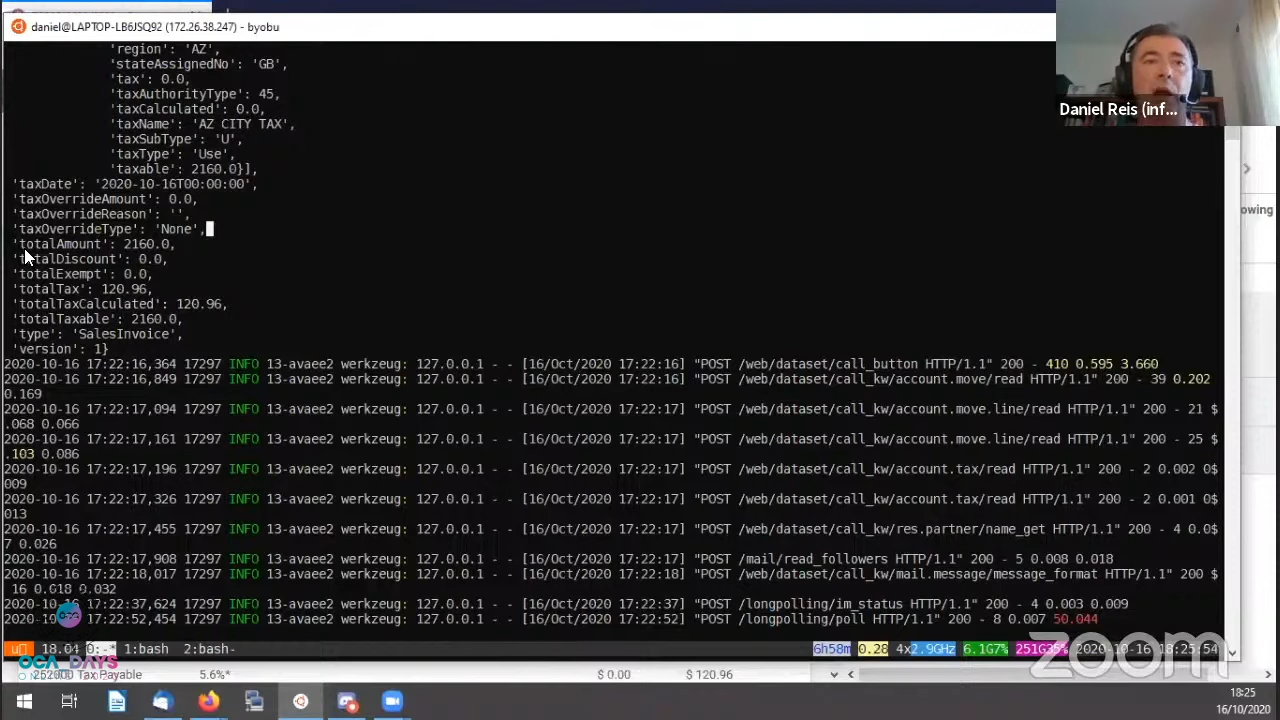 daniel@LAPTOP-LB6JSQ92 (172.26.38.247) - byobu
'region': 'AZ',
'stateAssignedNo': 'GB',
'tax': 0.0,
'taxAuthorityType': 45,
'taxCalculated': 0.0,
'taxName': 'AZ CITY TAX',
'taxSubType': 'U',
'taxType': 'Use',
'taxable': 2160.0}],
'taxDate': '2020-10-16T00:00:00',
'taxOverrideAmount': 0.0,
'taxOverrideReason': '',
'taxOverrideType': 'None',
'totalAmount': 2160.0,
'totalDiscount': 0.0,
'totalExempt': 0.0,
'totalTax': 120.96,
'totalTaxCalculated': 120.96,
'totalTaxable': 2160.0,
'type': 'SalesInvoice',
'version': 1}
2020-10-16 17:22:16,364 17297 INFO 13-avaee2 werkzeug: 127.0.0.1 - - [16/Oct/2020 17:22:16] "POST /web/dataset/call_button HTTP/1.1" 200 - 410 0.595 3.660
2020-10-16 17:22:16,849 17297 INFO 13-avaee2 werkzeug: 127.0.0.1 - - [16/Oct/2020 17:22:16] "POST /web/dataset/call_kw/account.move/read HTTP/1.1" 200 - 39 0.202
0.169
2020-10-16 17:22:17,094 17297 INFO 13-avaee2 werkzeug: 127.0.0.1 - - [16/Oct/2020 17:22:17] "POST /web/dataset/call_kw/account.move.line/read HTTP/1.1" 200 - 21 $
.068 0.066
2020-10-16 17:22:17,161 17297 INFO 13-avaee2 werkzeug: 127.0.0.1 - - [16/Oct/2020 17:22:17] "POST /web/dataset/call_kw/account.move.line/read HTTP/1.1" 200 - 25 $
.103 0.086
2020-10-16 17:22:17,196 17297 INFO 13-avaee2 werkzeug: 127.0.0.1 - - [16/Oct/2020 17:22:17] "POST /web/dataset/call_kw/account.tax/read HTTP/1.1" 200 - 2 0.002 0$
009
2020-10-16 17:22:17,326 17297 INFO 13-avaee2 werkzeug: 127.0.0.1 - - [16/Oct/2020 17:22:17] "POST /web/dataset/call_kw/account.tax/read HTTP/1.1" 200 - 2 0.001 0$
013
2020-10-16 17:22:17,455 17297 INFO 13-avaee2 werkzeug: 127.0.0.1 - - [16/Oct/2020 17:22:17] "POST /web/dataset/call_kw/res.partner/name_get HTTP/1.1" 200 - 4 0.0$
7 0.026
2020-10-16 17:22:17,908 17297 INFO 13-avaee2 werkzeug: 127.0.0.1 - - [16/Oct/2020 17:22:17] "POST /mail/read_followers HTTP/1.1" 200 - 5 0.008 0.018
2020-10-16 17:22:18,017 17297 INFO 13-avaee2 werkzeug: 127.0.0.1 - - [16/Oct/2020 17:22:18] "POST /web/dataset/call_kw/mail.message/message_format HTTP/1.1" 200 $
16 0.018 0.032
2020-10-16 17:22:37,624 17297 INFO 13-avaee2 werkzeug: 127.0.0.1 - - [16/Oct/2020 17:22:37] "POST /longpolling/im_status HTTP/1.1" 200 - 4 0.003 0.009
2020-10-16 17:22:52,454 17297 INFO 13-avaee2 werkzeug: 127.0.0.1 - - [16/Oct/2020 17:22:52] "POST /longpolling/poll HTTP/1.1" 200 - 8 0.007 50.044
18.04 0:-* 1:bash 2:bash- 6h58m 0.28 4x2.9GHz 6.1G7% 251G35% 2020-10-16 18:25:54
Daniel Reis (inf...
owing
OCA DAYS
zoom
252000 Tax Payable 5.6%* $ 0.00 $ 120.96
18:25
16/10/2020